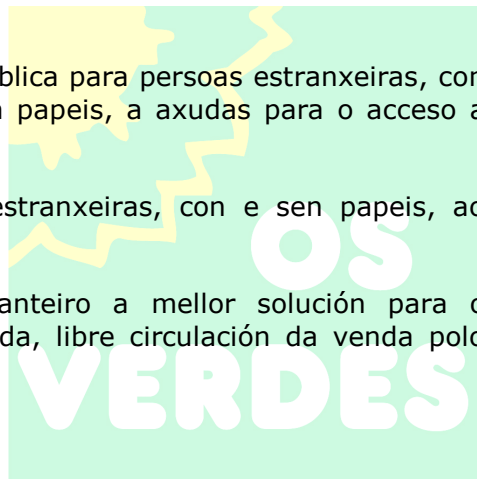 blica para persoas estranxeiras, con
papeis, a axudas para o acceso a
estranxeiras, con e sen papeis, ao
anteiro a mellor solución para o
da, libre circulación da venda polo
OS
VERDES